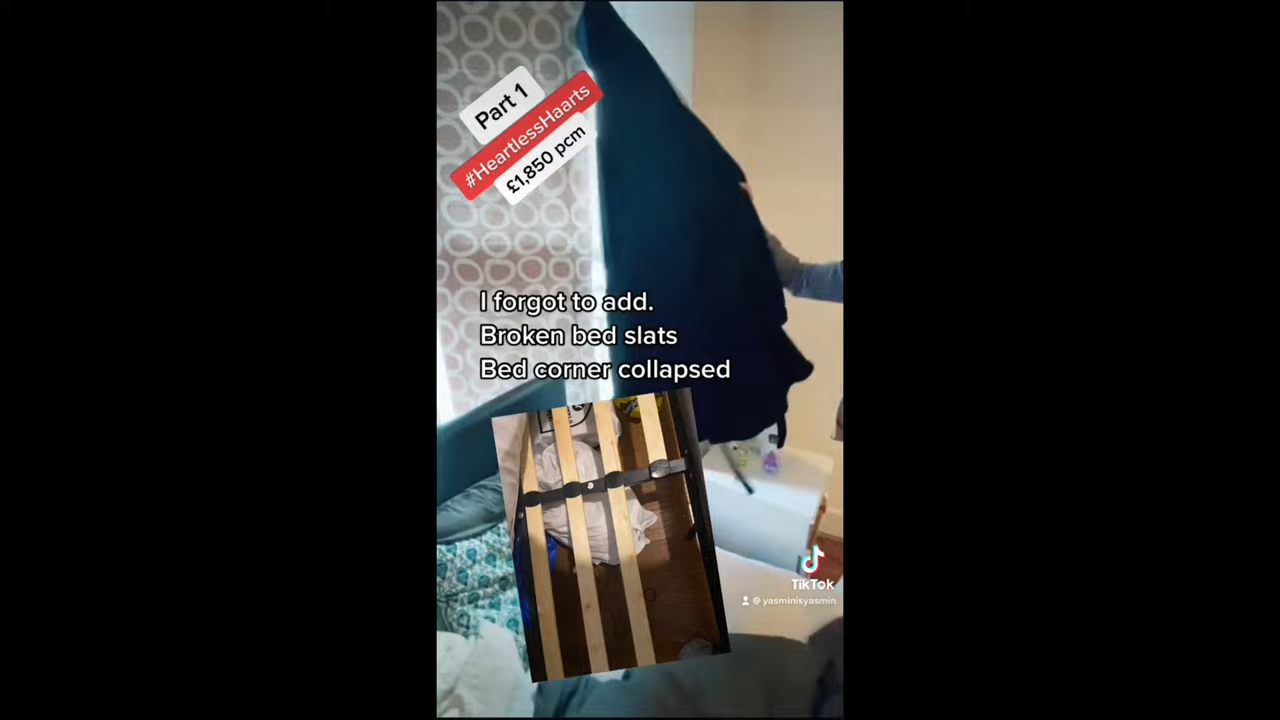 Part 1
#HeartlessHaarts
£1,850 pcm
I forgot to add.
Broken bed slats
Bed corner collapsed
TikTok
@yasminisyasmin